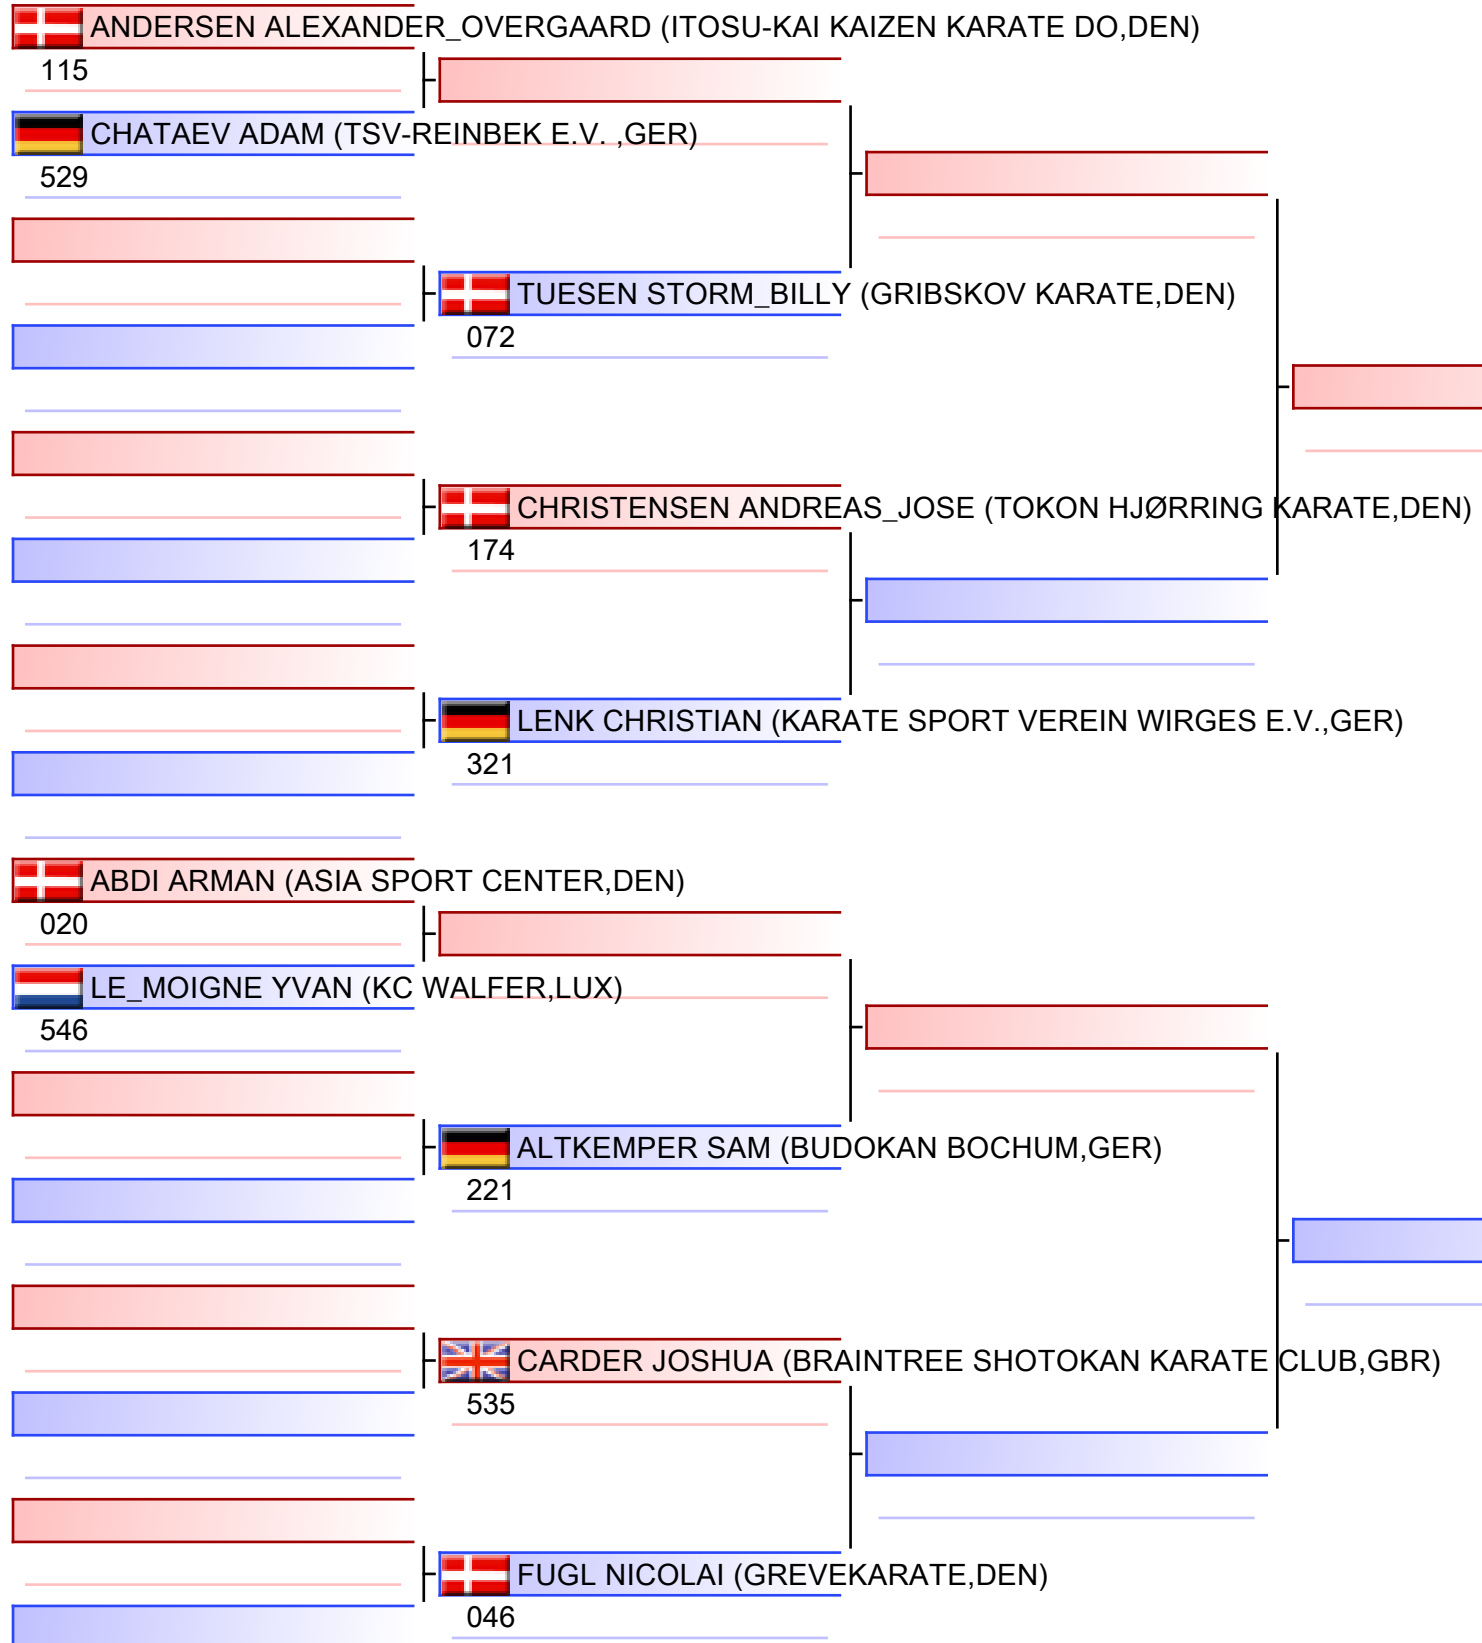 ANDERSEN ALEXANDER_OVERGAARD (ITOSU-KAI KAIZEN KARATE DO,DEN)
115
CHATAEV ADAM (TSV-REINBEK E.V. ,GER)
529
TUESEN STORM_BILLY (GRIBSKOV KARATE,DEN)
072
CHRISTENSEN ANDREAS_JOSE (TOKON HJØRRING KARATE,DEN)
174
LENK CHRISTIAN (KARATE SPORT VEREIN WIRGES E.V.,GER)
321
ABDI ARMAN (ASIA SPORT CENTER,DEN)
020
LE_MOIGNE YVAN (KC WALFER,LUX)
546
ALTKEMPER SAM (BUDOKAN BOCHUM,GER)
221
CARDER JOSHUA (BRAINTREE SHOTOKAN KARATE CLUB,GBR)
535
FUGL NICOLAI (GREVEKARATE,DEN)
046